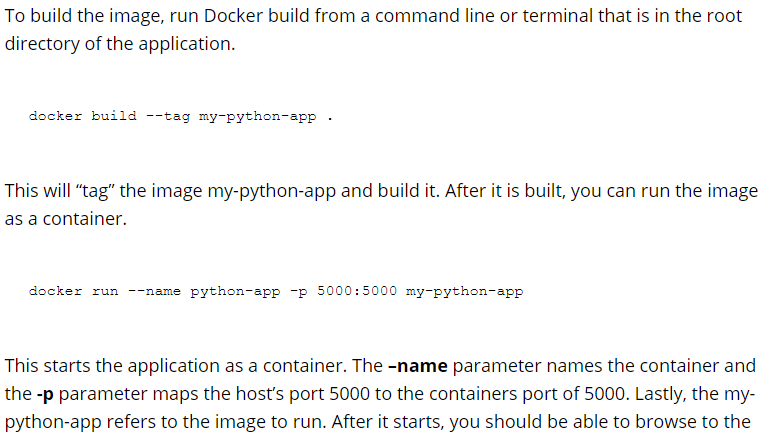 To build the image, run Docker build from a command line or terminal that is in the root
directory of the application.
docker build --tag my-python-app .
This will “tag” the image my-python-app and build it. After it is built, you can run the image
as a container.
docker run --name python-app -p 5000:5000 my-python-app
This starts the application as a container. The –name parameter names the container and
the -p parameter maps the host’s port 5000 to the containers port of 5000. Lastly, the my-
python-app refers to the image to run. After it starts, you should be able to browse to the